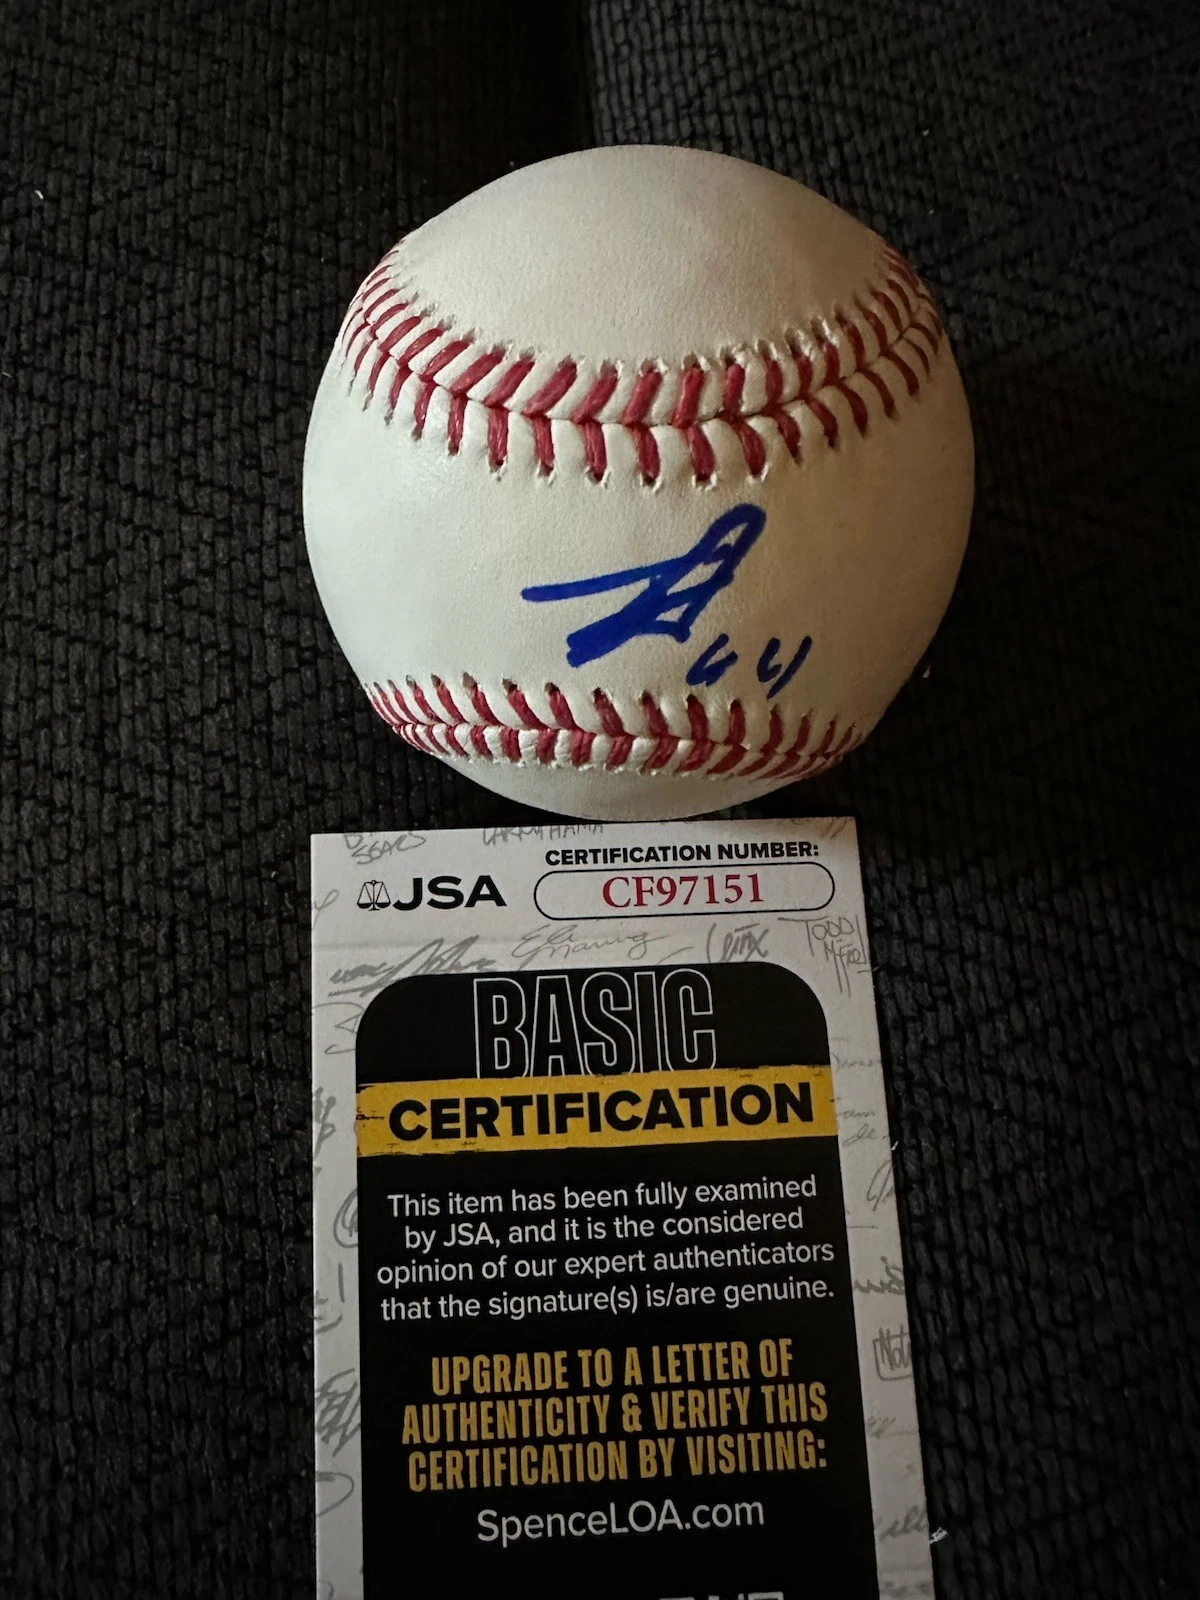 44
CERTIFICATION NUMBER:
JSA
CF97151
BASIC
CERTIFICATION
This item has been fully examined
by JSA, and it is the considered
opinion of our expert authenticators
that the signature(s) is/are genuine.
UPGRADE TO A LETTER OF
AUTHENTICITY & VERIFY THIS
CERTIFICATION BY VISITING:
SpenceLOA.com